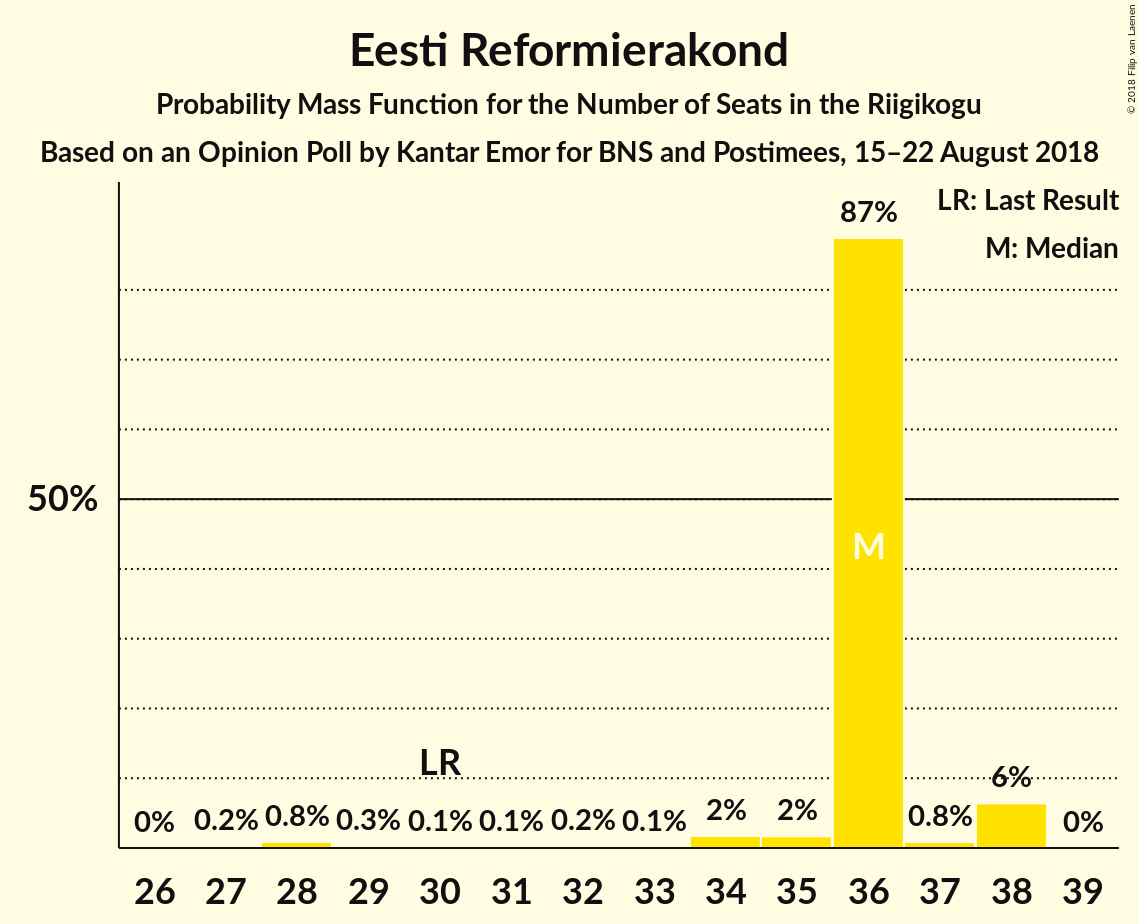 Eesti Reformierakond
Probability Mass Function for the Number of Seats in the Riigikogu
Based on an Opinion Poll by Kantar Emor for BNS and Postimees, 15–22 August 2018
© 2018 Filip van Laenen
LR: Last Result
M: Median
87%
50%
M
LR
0% 0.2% 0.8% 0.3% 0.1% 0.1% 0.2% 0.1% 2% 2% 0.8% 6% 0%
26 27 28 29 30 31 32 33 34 35 36 37 38 39